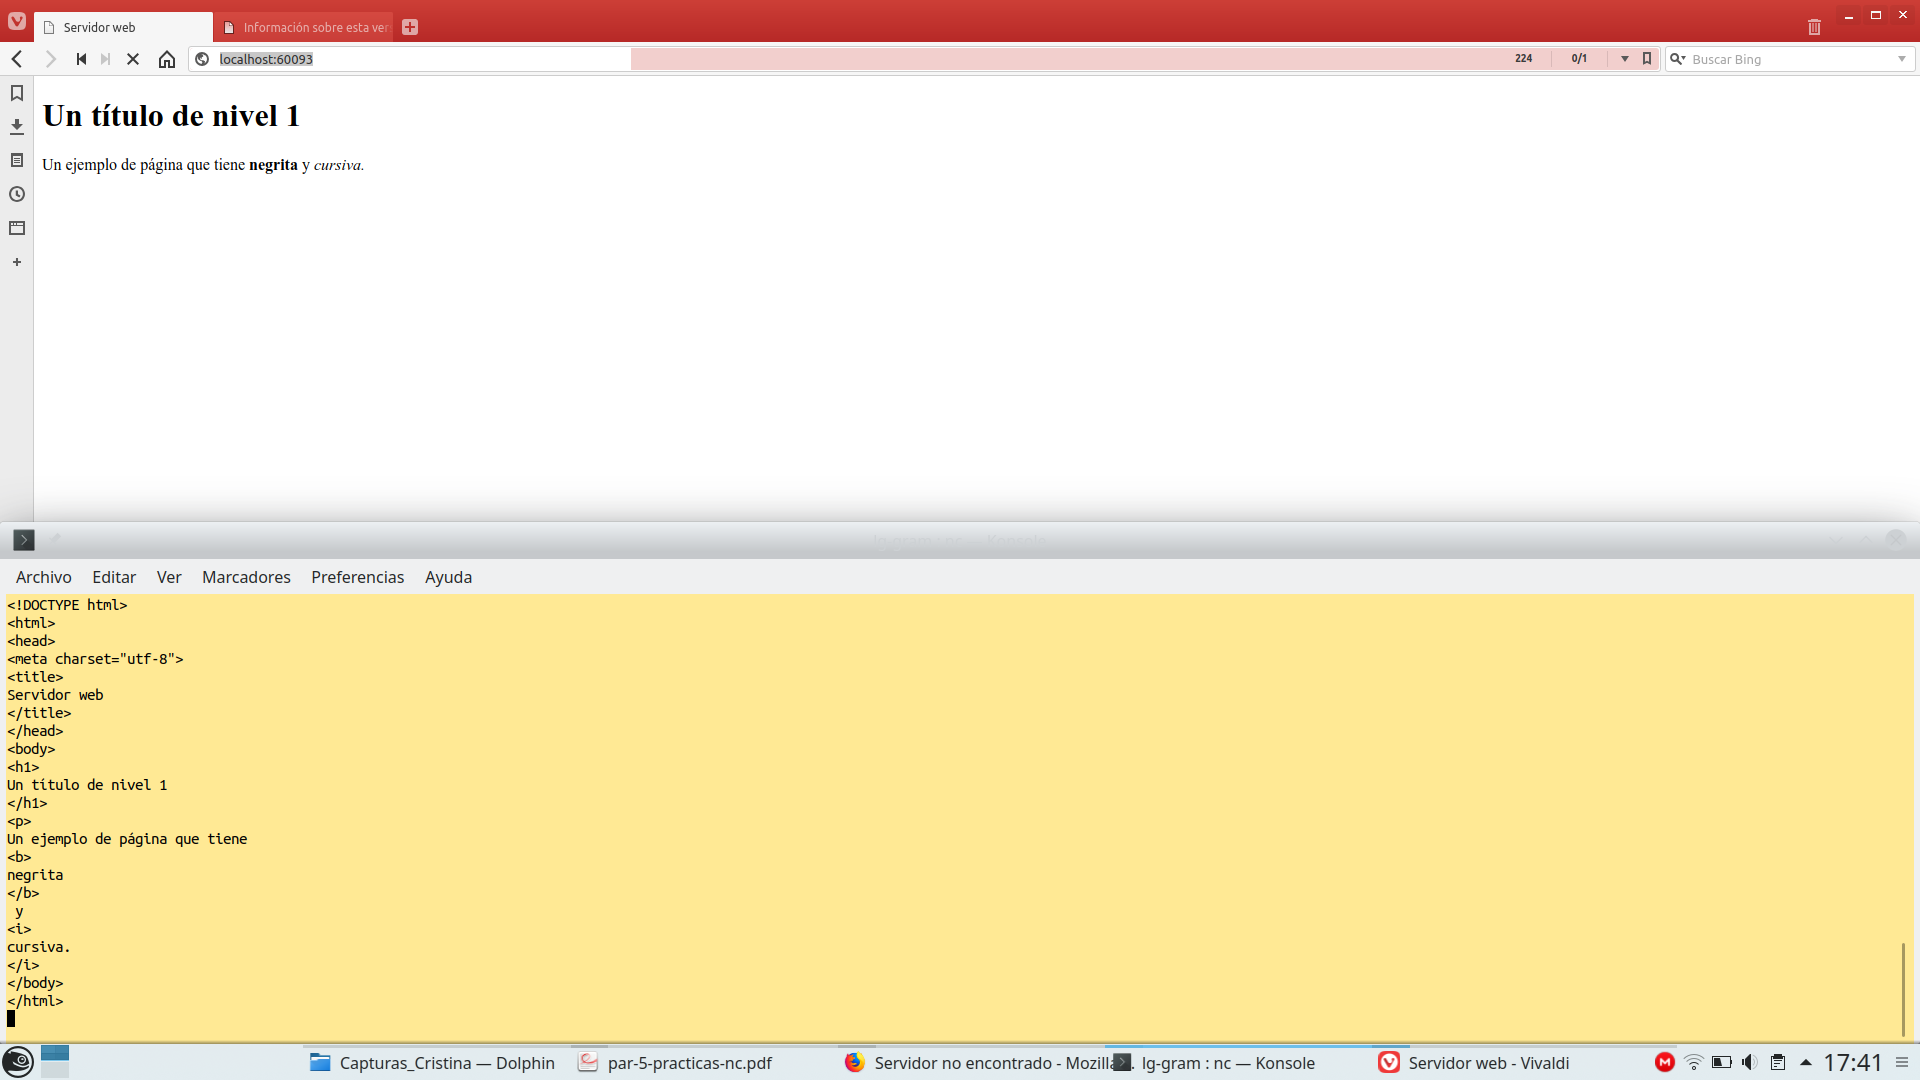 Servidor web
Información sobre esta ver
localhost:60093
224
0/1
Buscar Bing
Un título de nivel 1
Un ejemplo de página que tiene negrita y cursiva.
Archivo Editar Ver Marcadores Preferencias Ayuda
<!DOCTYPE html>
<html>
<head>
<meta charset="utf-8">
<title>
Servidor web
</title>
</head>
<body>
<h1>
Un título de nivel 1
</h1>
<p>
Un ejemplo de página que tiene
<b>
negrita
</b>
y
<i>
cursiva.
</i>
</body>
</html>
Capturas_Cristina — Dolphin
par-5-practicas-nc.pdf
Servidor no encontrado - Mozilla
lg-gram : nc — Konsole
Servidor web - Vivaldi
17:41